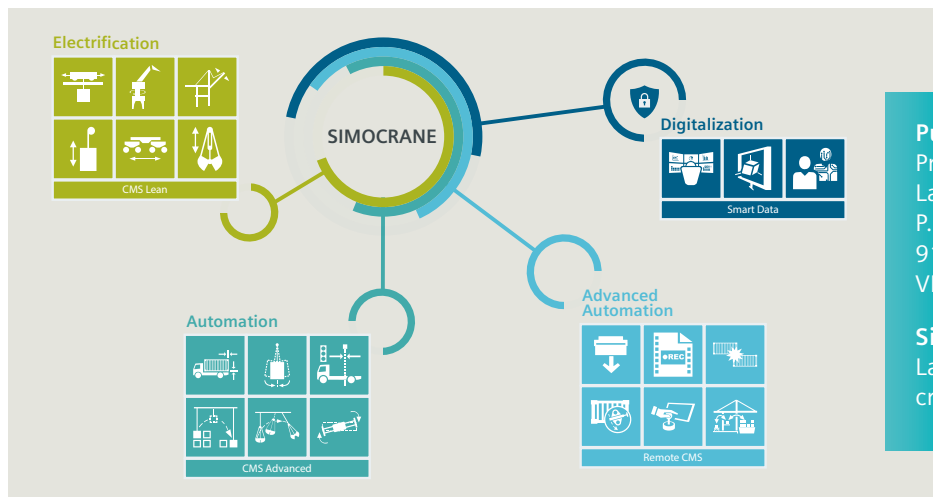 Electrification
CMS Lean
SIMOCRANE
Digitalization
Smart Data
Automation
CMS Advanced
Advanced
Automation
REC
Remote CMS